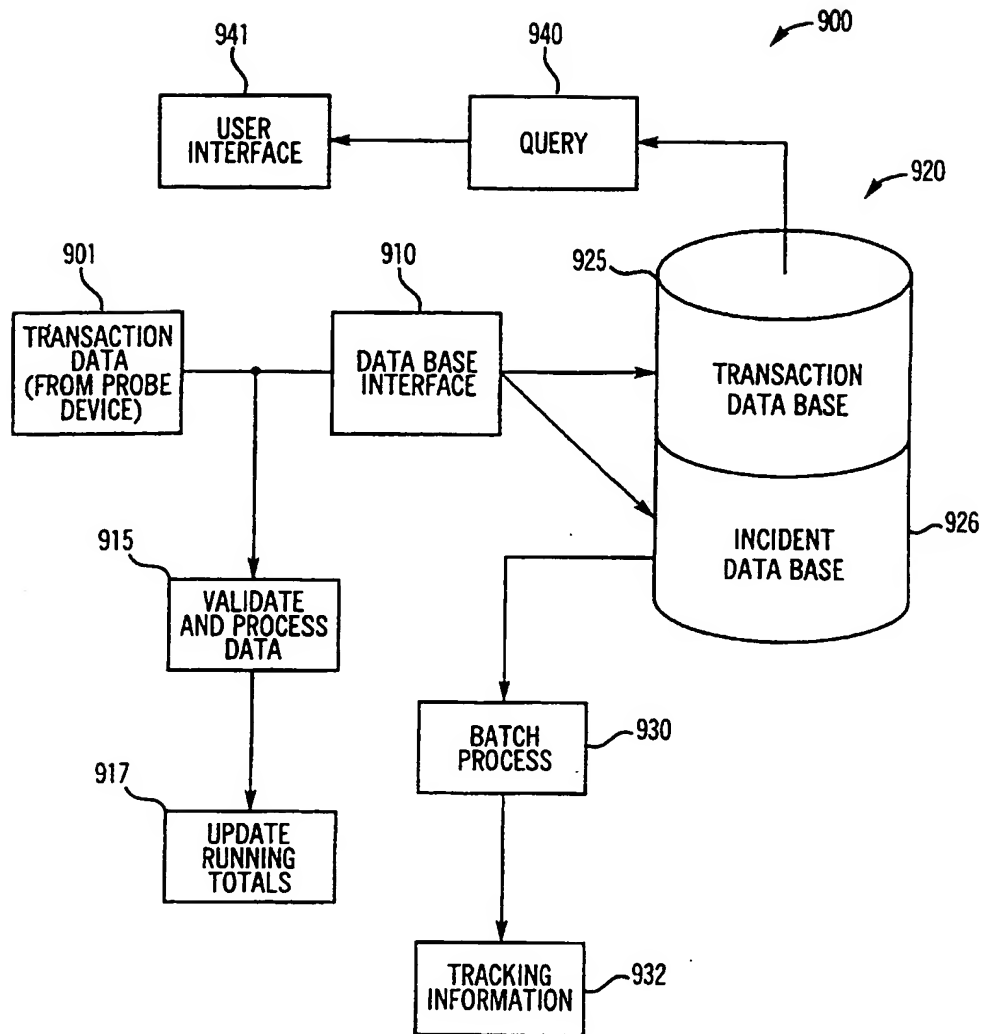 900
941
940
USER
INTERFACE
QUERY
920
901
910
925
TRANSACTION
DATA
(FROM PROBE
DEVICE)
DATA BASE
INTERFACE
TRANSACTION
DATA BASE
915
VALIDATE
AND PROCESS
DATA
INCIDENT
DATA BASE
926
BATCH
PROCESS
930
917
UPDATE
RUNNING
TOTALS
TRACKING
INFORMATION
932